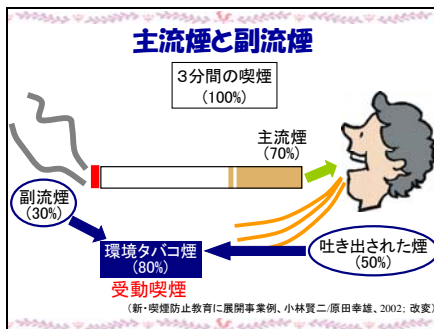 主流煙と副流煙
３分間の喫煙
(100%)
主流煙
(70%)
副流煙
(30%)
環境タバコ煙
(80%)
受動喫煙
吐き出された煙
(50%)
(新・喫煙防止教育に展開事業例、小林賢二/原田幸雄、2002; 改変)